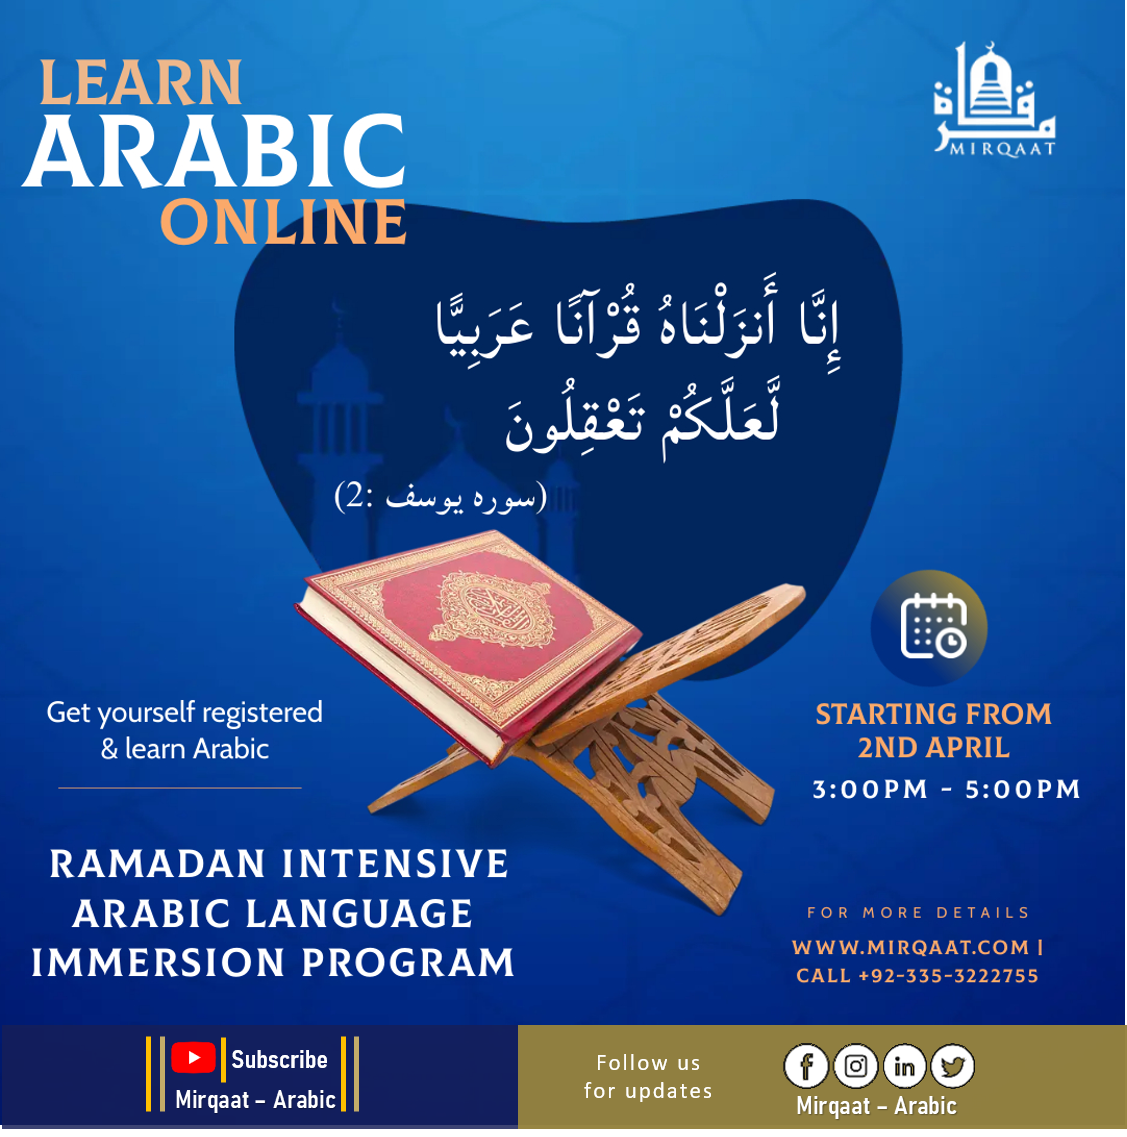 LEARN
ARABIC
ONLINE
مرقاة
MIRQAAT
إِنَّا أَنزَلْنَاهُ قُرْآنًا عَرَبِيًّا
لَّعَلَّكُمْ تَعْقِلُونَ
(سوره يوسف :2)
Get yourself registered
& learn Arabic
STARTING FROM
2ND APRIL
3:00PM - 5:00PM
RAMADAN INTENSIVE
ARABIC LANGUAGE
IMMERSION PROGRAM
FOR MORE DETAILS
WWW.MIRQAAT.COM |
CALL +92-335-3222755
Subscribe
Mirqaat – Arabic
Follow us
for updates
Mirqaat – Arabic